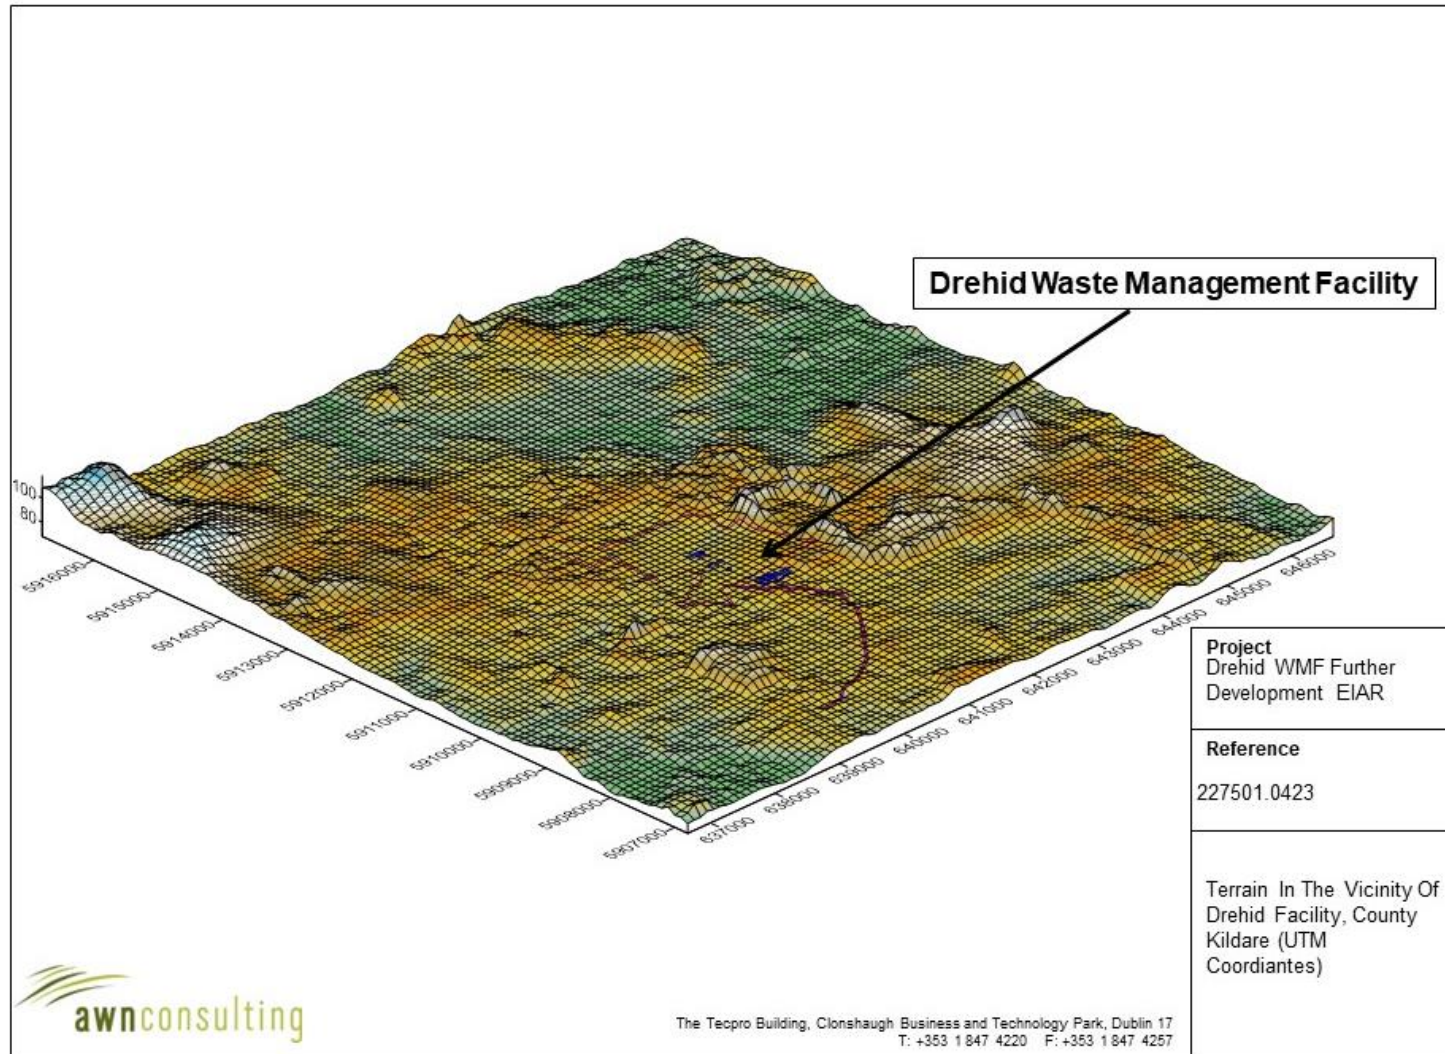 Drehid Waste Management Facility
100
80
5916000
5915000
5914000
5913000
5912000
5911000
5910000
5909000
5908000
5907000
637000
638000
639000
640000
641000
642000
643000
644000
645000
646000
Project
Drehid WMF Further
Development EIAR
Reference
227501.0423
Terrain In The Vicinity Of
Drehid Facility, County
Kildare (UTM
Coordiantes)
awnconsulting
The Tecpro Building, Clonshaugh Business and Technology Park, Dublin 17
T: +353 1 847 4220 F: +353 1 847 4257